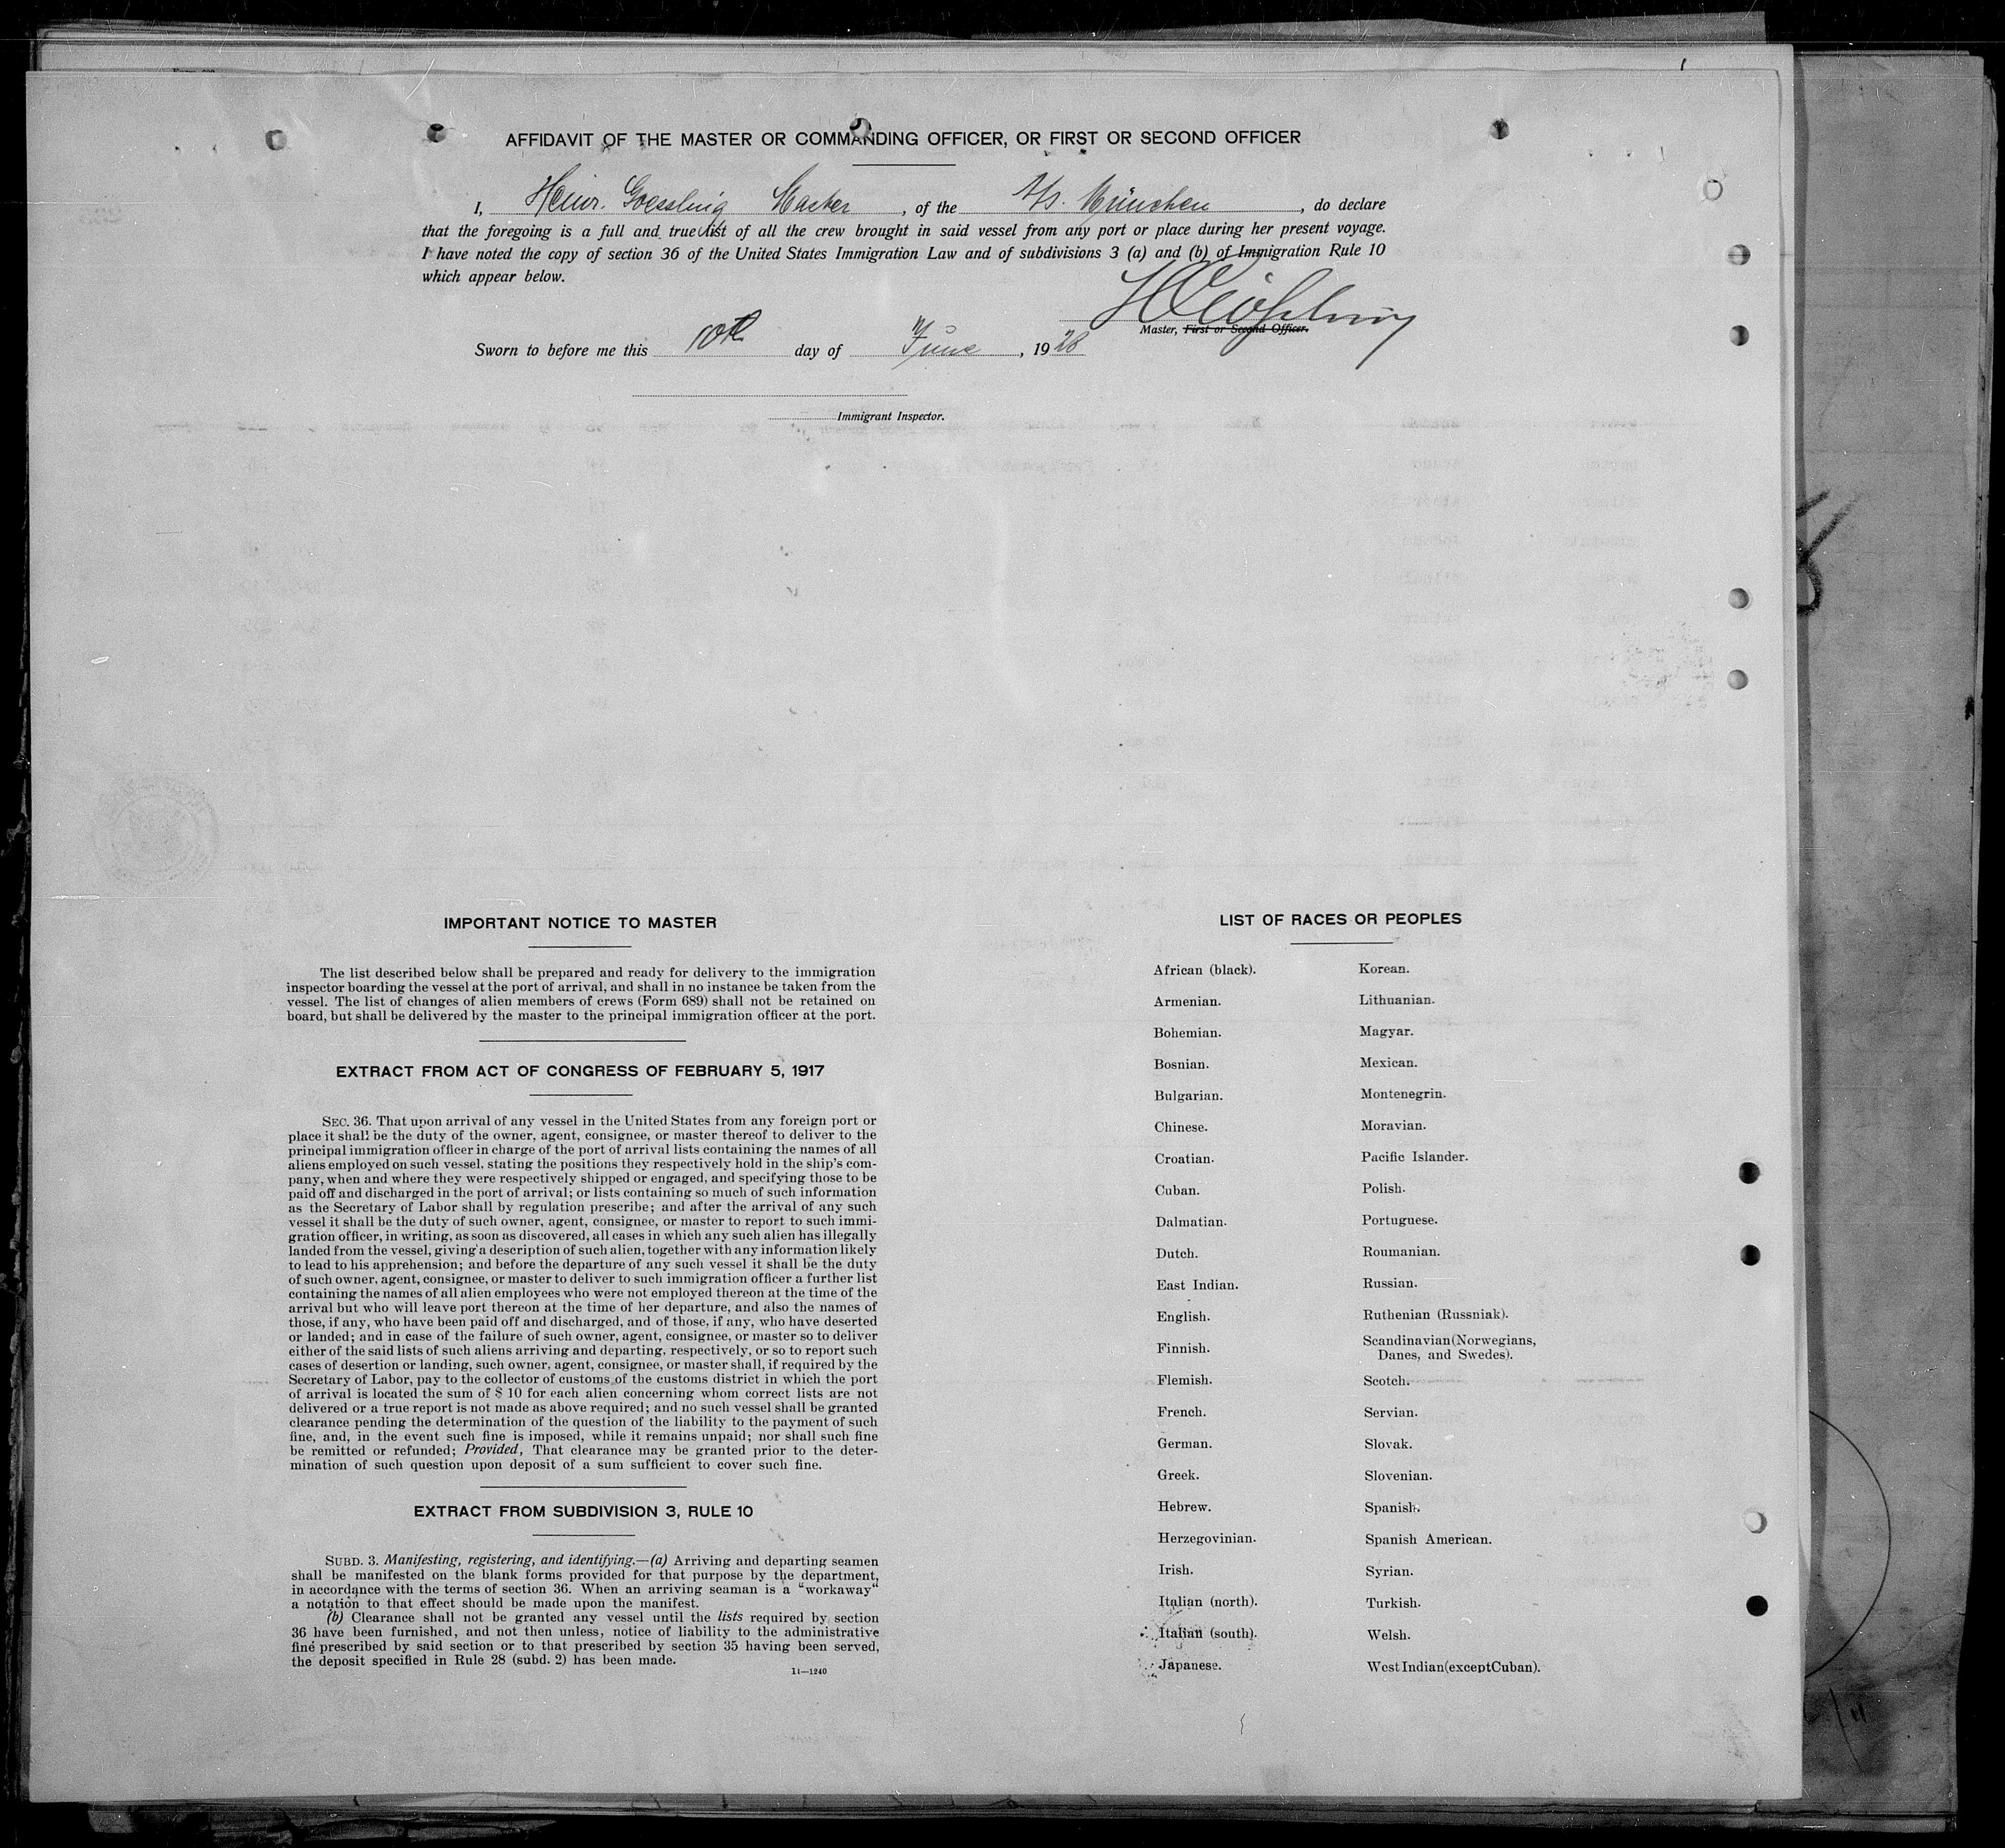 AFFIDAVIT OF THE MASTER OR COMMANDING OFFICER, OR FIRST OR SECOND OFFICER
I, Heinr. Goessling Master, of the S/s. München, do declare
that the foregoing is a full and true list of all the crew brought in said vessel from any port or place during her present voyage.
I have noted the copy of section 36 of the United States Immigration Law and of subdivisions 3 (a) and (b) of Immigration Rule 10
which appear below.
Master, First or Second Officer.
Sworn to before me this 10th day of June, 1928
Immigrant Inspector.
IMPORTANT NOTICE TO MASTER
The list described below shall be prepared and ready for delivery to the immigration
inspector boarding the vessel at the port of arrival, and shall in no instance be taken from the
vessel. The list of changes of alien members of crews (Form 689) shall not be retained on
board, but shall be delivered by the master to the principal immigration officer at the port.
EXTRACT FROM ACT OF CONGRESS OF FEBRUARY 5, 1917
SEC. 36. That upon arrival of any vessel in the United States from any foreign port or
place it shall be the duty of the owner, agent, consignee, or master thereof to deliver to the
principal immigration officer in charge of the port of arrival lists containing the names of all
aliens employed on such vessel, stating the positions they respectively hold in the ship's com-
pany, when and where they were respectively shipped or engaged, and specifying those to be
paid off and discharged in the port of arrival; or lists containing so much of such information
as the Secretary of Labor shall by regulation prescribe; and after the arrival of any such
vessel it shall be the duty of such owner, agent, consignee, or master to report to such immi-
gration officer, in writing, as soon as discovered, all cases in which any such alien has illegally
landed from the vessel, giving a description of such alien, together with any information likely
to lead to his apprehension; and before the departure of any such vessel it shall be the duty
of such owner, agent, consignee, or master to deliver to such immigration officer a further list
containing the names of all alien employees who were not employed thereon at the time of the
arrival but who will leave port thereon at the time of her departure, and also the names of
those, if any, who have been paid off and discharged, and of those, if any, who have deserted
or landed; and in case of the failure of such owner, agent, consignee, or master so to deliver
either of the said lists of such aliens arriving and departing, respectively, or so to report such
cases of desertion or landing, such owner, agent, consignee, or master shall, if required by the
Secretary of Labor, pay to the collector of customs of the customs district in which the port
of arrival is located the sum of $ 10 for each alien concerning whom correct lists are not
delivered or a true report is not made as above required; and no such vessel shall be granted
clearance pending the determination of the question of the liability to the payment of such
fine, and, in the event such fine is imposed, while it remains unpaid; nor shall such fine
be remitted or refunded; Provided, That clearance may be granted prior to the deter-
mination of such question upon deposit of a sum sufficient to cover such fine.
EXTRACT FROM SUBDIVISION 3, RULE 10
SUBD. 3. Manifesting, registering, and identifying.—(a) Arriving and departing seamen
shall be manifested on the blank forms provided for that purpose by the department,
in accordance with the terms of section 36. When an arriving seaman is a "workaway"
a notation to that effect should be made upon the manifest.
(b) Clearance shall not be granted any vessel until the lists required by section
36 have been furnished, and not then unless, notice of liability to the administrative
fine prescribed by said section or to that prescribed by section 35 having been served,
the deposit specified in Rule 28 (subd. 2) has been made.
11—1240
LIST OF RACES OR PEOPLES
African (black).
Armenian.
Bohemian.
Bosnian.
Bulgarian.
Chinese.
Croatian.
Cuban.
Dalmatian.
Dutch.
East Indian.
English.
Finnish.
Flemish.
French.
German.
Greek.
Hebrew.
Herzegovinian.
Irish.
Italian (north).
Italian (south).
Japanese.
Korean.
Lithuanian.
Magyar.
Mexican.
Montenegrin.
Moravian.
Pacific Islander.
Polish.
Portuguese.
Roumanian.
Russian.
Ruthenian (Russniak).
Scandinavian (Norwegians,
Danes, and Swedes).
Scotch.
Servian.
Slovak.
Slovenian.
Spanish.
Spanish American.
Syrian.
Turkish.
Welsh.
West Indian (except Cuban).